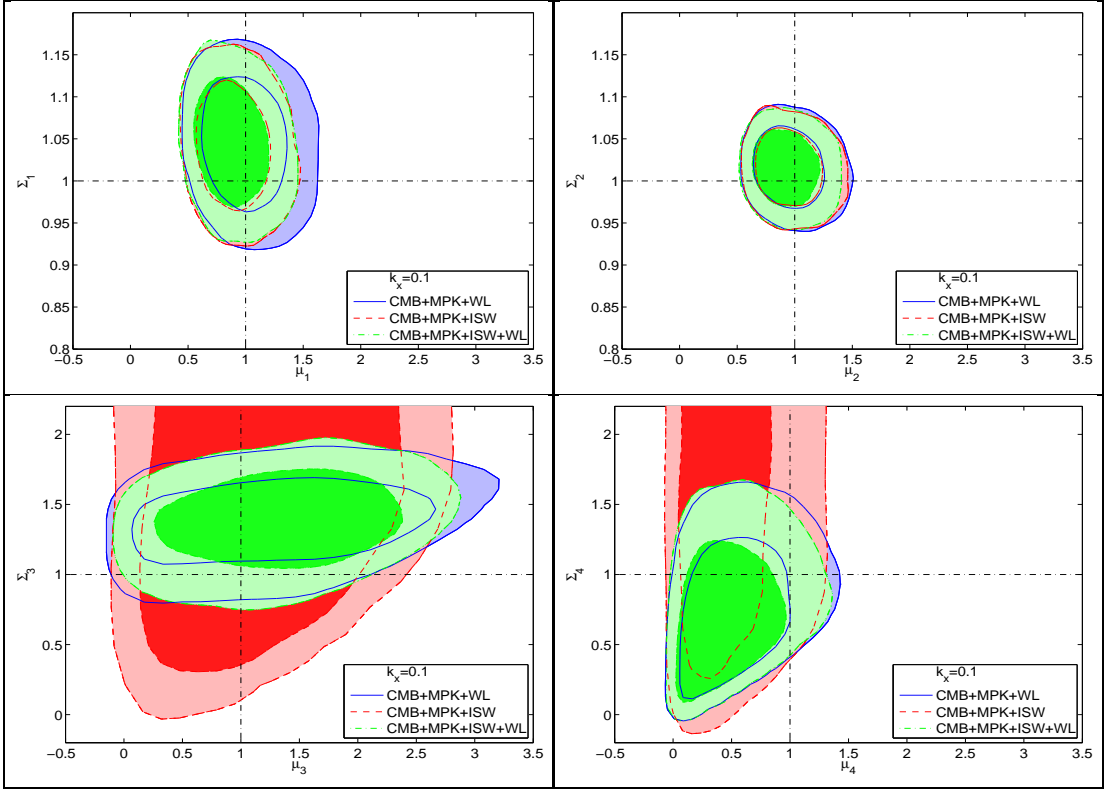 1.15
1.1
1.05
1
0.95
0.9
0.85
0.8
Σ1
−0.5 0 0.5 1 1.5 2 2.5 3 3.5
μ1
k_x=0.1
CMB+MPK+WL
CMB+MPK+ISW
CMB+MPK+ISW+WL
1.15
1.1
1.05
1
0.95
0.9
0.85
0.8
Σ2
−0.5 0 0.5 1 1.5 2 2.5 3 3.5
μ2
k_x=0.1
CMB+MPK+WL
CMB+MPK+ISW
CMB+MPK+ISW+WL
2
1.5
1
0.5
0
Σ3
−0.5 0 0.5 1 1.5 2 2.5 3 3.5
μ3
k_x=0.1
CMB+MPK+WL
CMB+MPK+ISW
CMB+MPK+ISW+WL
2
1.5
1
0.5
0
Σ4
−0.5 0 0.5 1 1.5 2 2.5 3 3.5
μ4
k_x=0.1
CMB+MPK+WL
CMB+MPK+ISW
CMB+MPK+ISW+WL